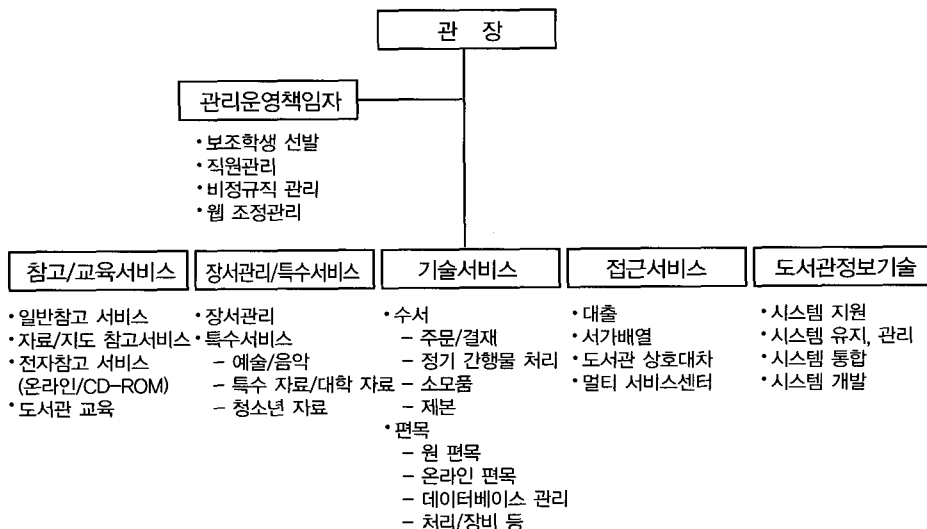 관 장
관리운영책임자
• 보조학생 선발
• 직원관리
• 비정규직 관리
• 웹 조정관리
참고/교육서비스
• 일반참고 서비스
• 자료/지도 참고서비스
• 전자참고 서비스
(온라인/CD-ROM)
• 도서관 교육
장서관리/특수서비스
• 장서관리
• 특수서비스
– 예술/음악
– 특수 자료/대학 자료
– 청소년 자료
기술서비스
• 수서
– 주문/결재
– 정기 간행물 처리
– 소모품
– 제본
• 편목
– 원 편목
– 온라인 편목
– 데이터베이스 관리
– 처리/장비 등
접근서비스
• 대출
• 서가배열
• 도서관 상호대차
• 멀티 서비스센터
도서관정보기술
• 시스템 지원
• 시스템 유지, 관리
• 시스템 통합
• 시스템 개발